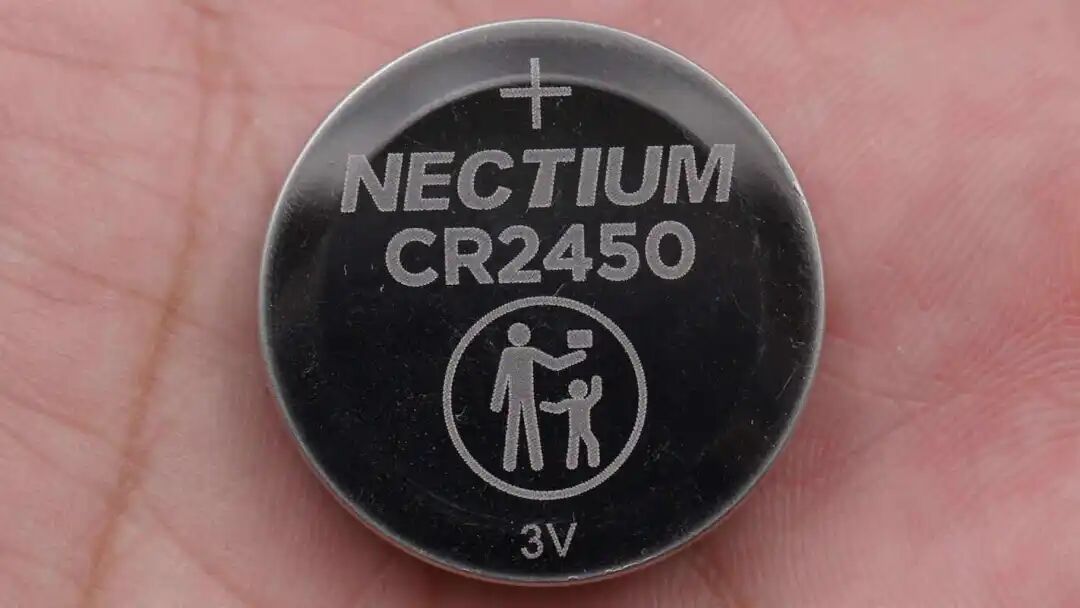 +
NECTIUM
CR2450
3V